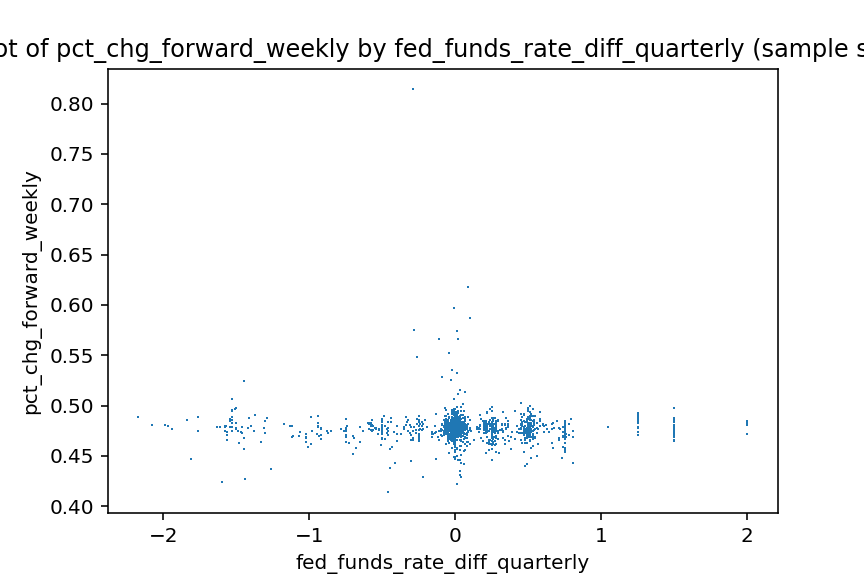 of pct_chg_forward_weekly by fed_funds_rate_diff_quarterly (sample
0.80
0.75
0.70
0.65
0.60
0.55
0.50
0.45
0.40
pct_chg_forward_weekly
−2 −1 0 1 2
fed_funds_rate_diff_quarterly